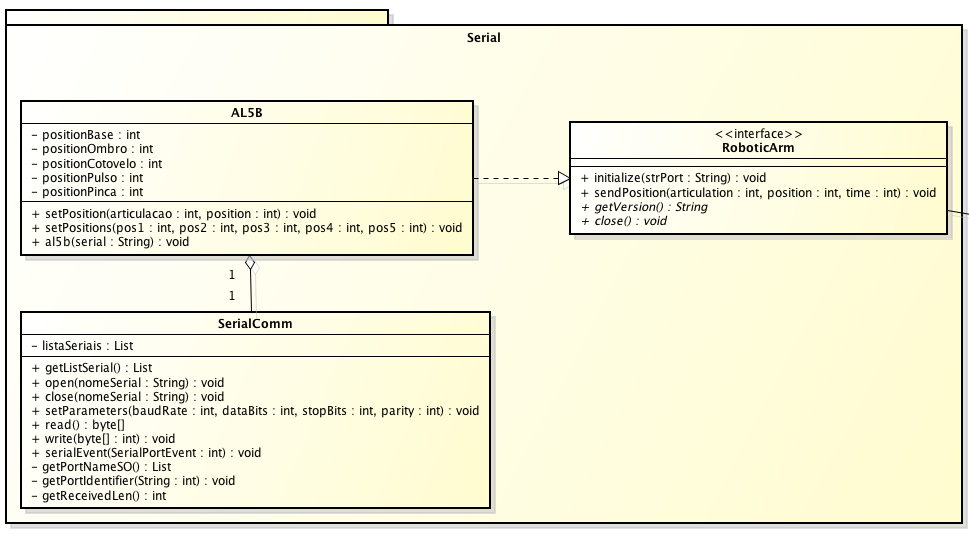 Serial
AL5B
- positionBase : int
- positionOmbro : int
- positionCotovelo : int
- positionPulso : int
- positionPinca : int
+ setPosition(articulacao : int, position : int) : void
+ setPositions(pos1 : int, pos2 : int, pos3 : int, pos4 : int, pos5 : int) : void
+ al5b(serial : String) : void
<<interface>>
RoboticArm
+ initialize(strPort : String) : void
+ sendPosition(articulation : int, position : int, time : int) : void
+ getVersion() : String
+ close() : void
1
1
SerialComm
- listaSeriais : List
+ getListSerial() : List
+ open(nomeSerial : String) : void
+ close(nomeSerial : String) : void
+ setParameters(baudRate : int, dataBits : int, stopBits : int, parity : int) : void
+ read() : byte[]
+ write(byte[] : int) : void
+ serialEvent(SerialPortEvent : int) : void
- getPortNameSO() : List
- getPortIdentifier(String : int) : void
- getReceivedLen() : int